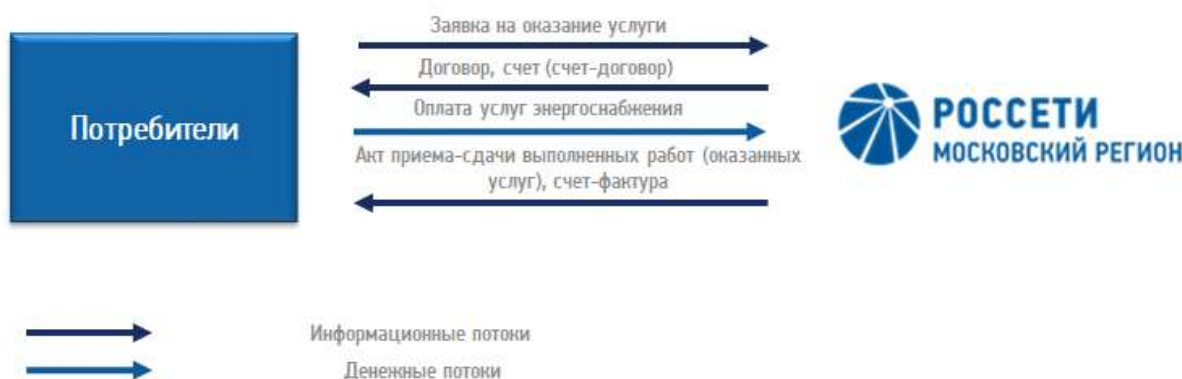 Заявка на оказание услуги
Договор, счет (счет-договор)
Потребители
Оплата услуг энергоснабжения
РОССЕТИ
МОСКОВСКИЙ РЕГИОН
Акт приема-сдачи выполненных работ (оказанных
услуг), счет-фактура
Информационные потоки
Денежные потоки